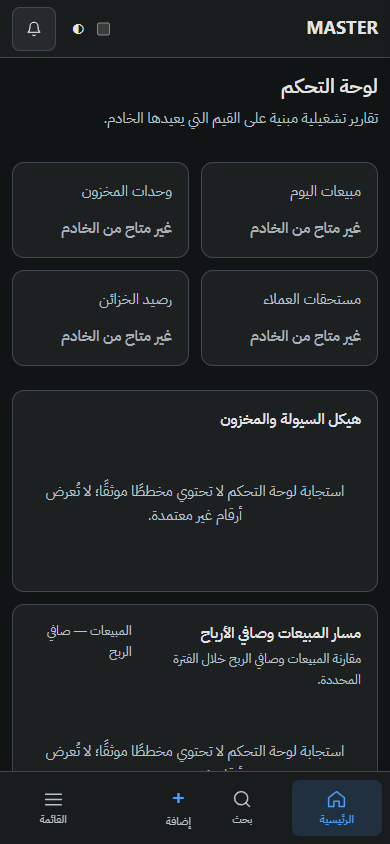 MASTER
لوحة التحكم
تقارير تشغيلية مبنية على القيم التي يعيدها الخادم.
مبيعات اليوم
غير متاح من الخادم
وحدات المخزون
غير متاح من الخادم
مستحقات العملاء
غير متاح من الخادم
رصيد الخزائن
غير متاح من الخادم
هيكل السيولة والمخزون
استجابة لوحة التحكم لا تحتوي مخططًا موثقًا؛ لا تُعرض
أرقام غير معتمدة.
مسار المبيعات وصافي الأرباح
مقارنة المبيعات وصافي الربح خلال الفترة
المحددة.
المبيعات — صافي
الربح
استجابة لوحة التحكم لا تحتوي مخططًا موثقًا؛ لا تُعرض
الرئيسية
بحث
إضافة
القائمة